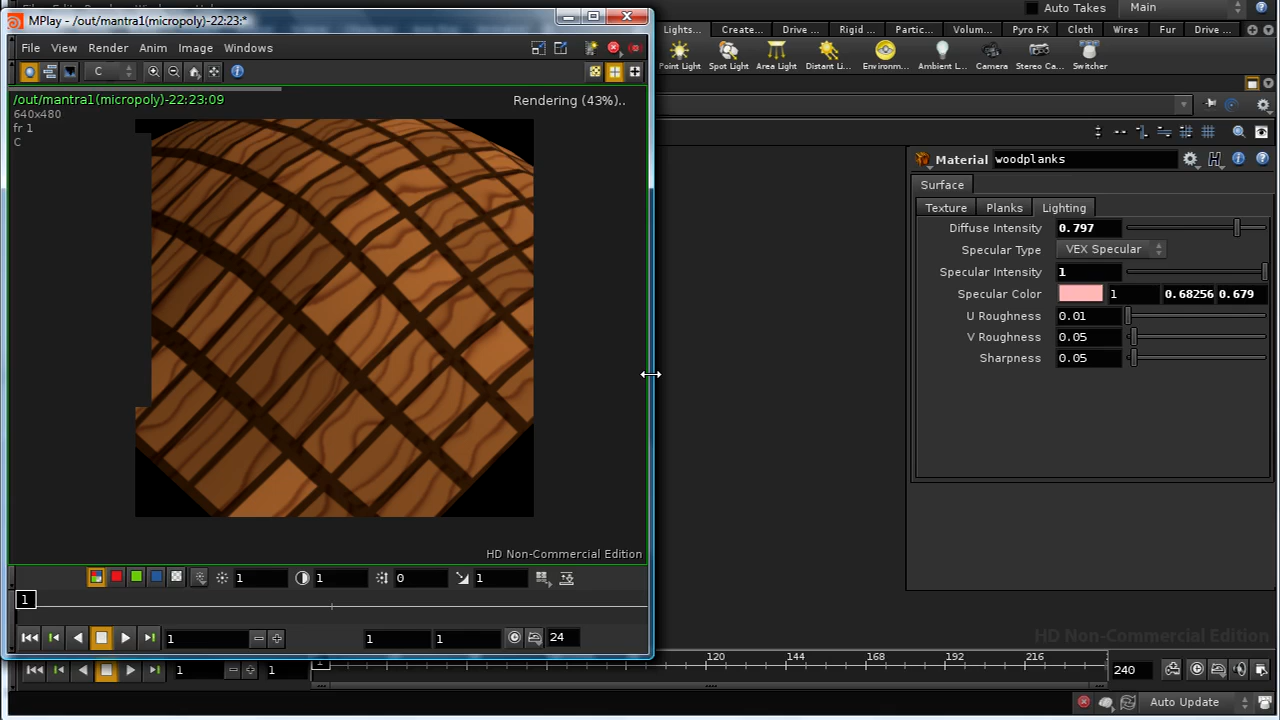 MPlay - /out/mantra1(micropoly)-22:23:*
Auto Takes Main
File View Render Anim Image Windows
Lights... Create... Drive ... Rigid ... Partic... Volum... Pyro FX Cloth Wires Fur Drive ...
Point Light Spot Light Area Light Distant Li... Environm... Ambient L... Camera Stereo Ca... Switcher
C
/out/mantra1(micropoly)-22:23:09
Rendering (43%)..
640x480
fr 1
C
Material woodplanks
Surface
Texture Planks Lighting
Diffuse Intensity 0.797
Specular Type VEX Specular
Specular Intensity 1
Specular Color 1 0.68256 0.679
U Roughness 0.01
V Roughness 0.05
Sharpness 0.05
HD Non-Commercial Edition
1 1 0 1
1
1 1 1 24
HD Non-Commercial Edition
1 1 1 120 144 168 192 216 240
Auto Update